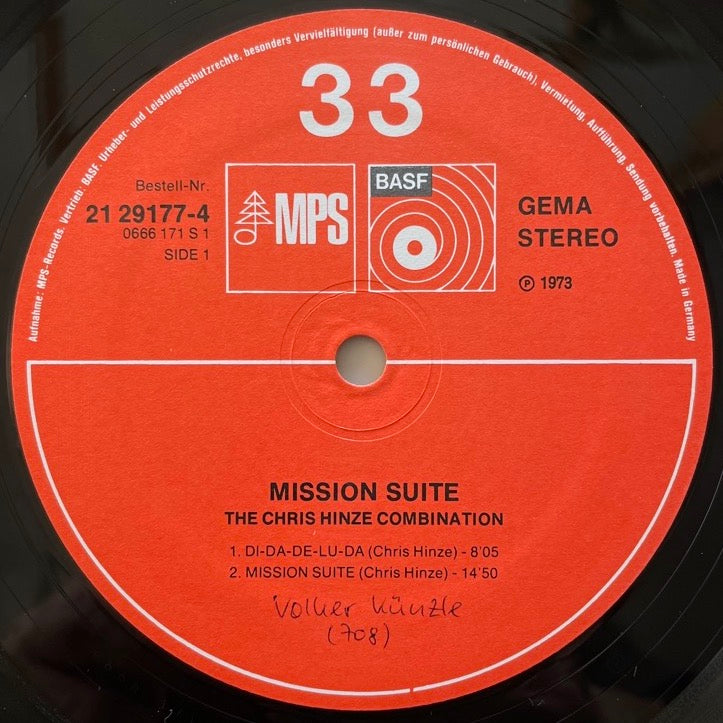 Aufnahme: MPS-Records. Vertrieb: BASF. Urheber- und Leistungsschutzrechte, besonders Vervielfältigung (außer zum persönlichen Gebrauch), Vermietung, Aufführung, Sendung vorbehalten. Made in Germany
33
Bestell-Nr.
21 29177-4
0666 171 S 1
SIDE 1
MPS
BASF
GEMA
STEREO
℗ 1973
MISSION SUITE
THE CHRIS HINZE COMBINATION
1. DI-DA-DE-LU-DA (Chris Hinze) - 8'05
2. MISSION SUITE (Chris Hinze) - 14'50
Volker Künzle
(708)